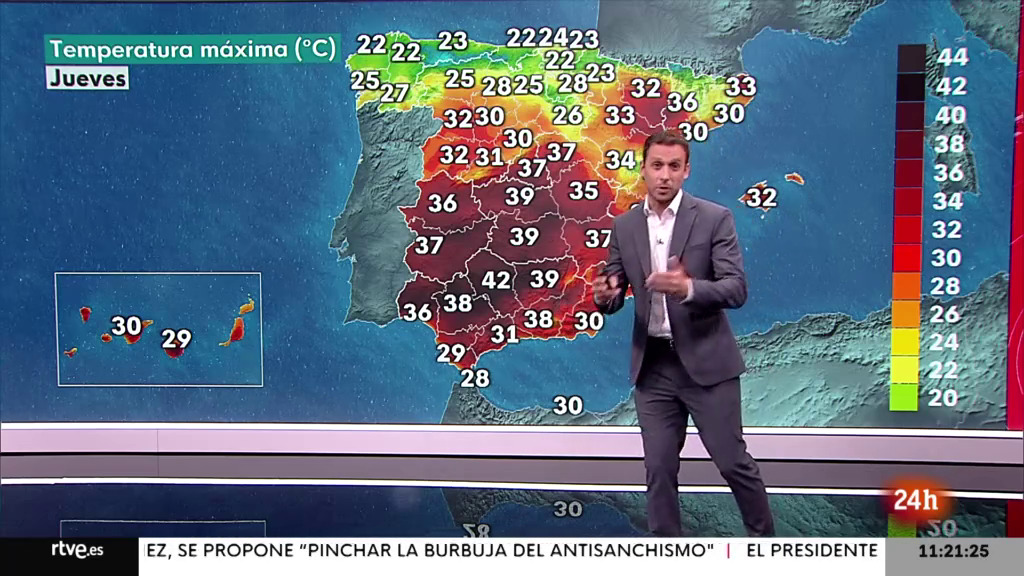 Temperatura máxima (°C)
Jueves
22 22 23 22 24 23
22
25 27 25 28 25 28 23 32 36 33
32 30 26 33 30
30 30
32 31 37 37 34
36 39 35 32
37 39 37
42 39
36 38 38 30
31
29
28
30
30 29
44
42
40
38
36
34
32
30
28
26
24
22
20
24h
rtve.es
EZ, SE PROPONE "PINCHAR LA BURBUJA DEL ANTISANCHISMO" | EL PRESIDENTE
11:21:25